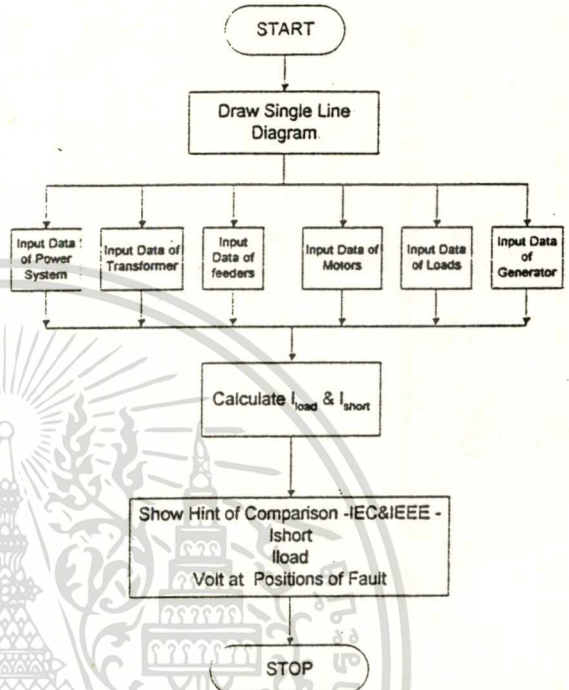 START
Draw Single Line
Diagram
Input Data
of Power
System
Input Data of
Transformer
Input
Data of
feeders
Input Data of
Motors
Input Data
of Loads
Input Data
of
Generator
Calculate I load & I short
Show Hint of Comparison -IEC&IEEE -
Ishort
Iload
Volt at Positions of Fault
STOP